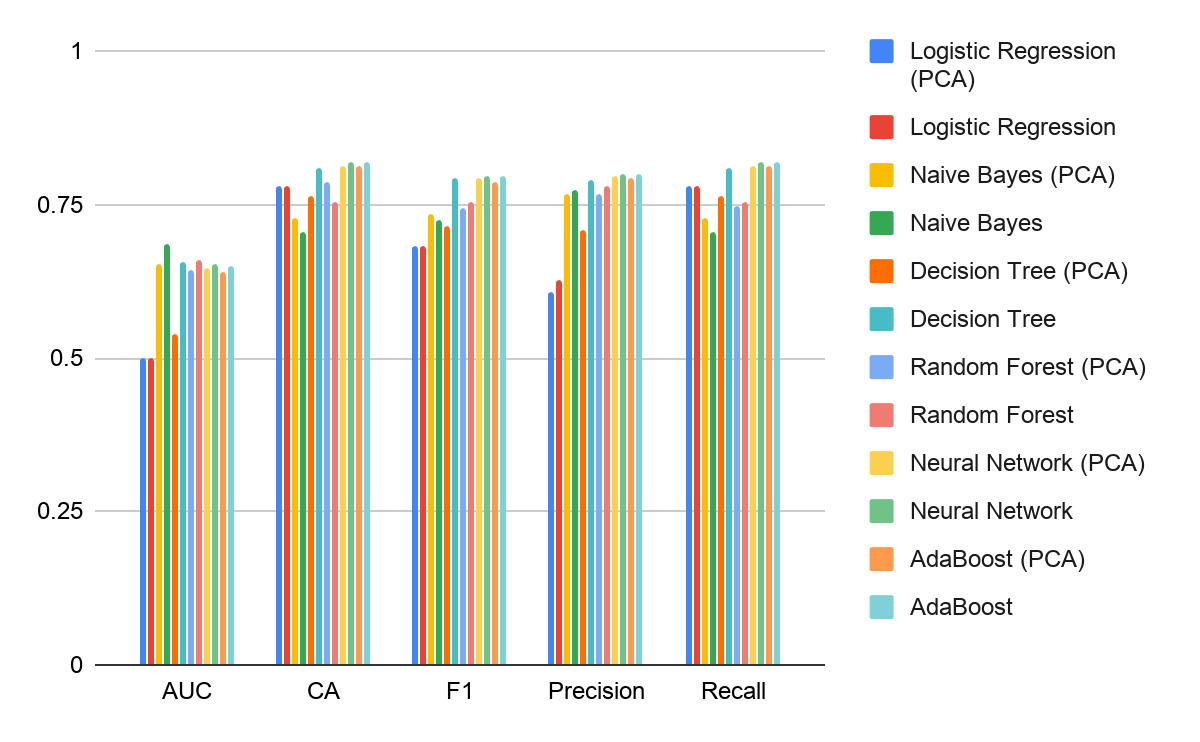 1
0.75
0.5
0.25
0
AUC
CA
F1
Precision
Recall
Logistic Regression
(PCA)
Logistic Regression
Naive Bayes (PCA)
Naive Bayes
Decision Tree (PCA)
Decision Tree
Random Forest (PCA)
Random Forest
Neural Network (PCA)
Neural Network
AdaBoost (PCA)
AdaBoost